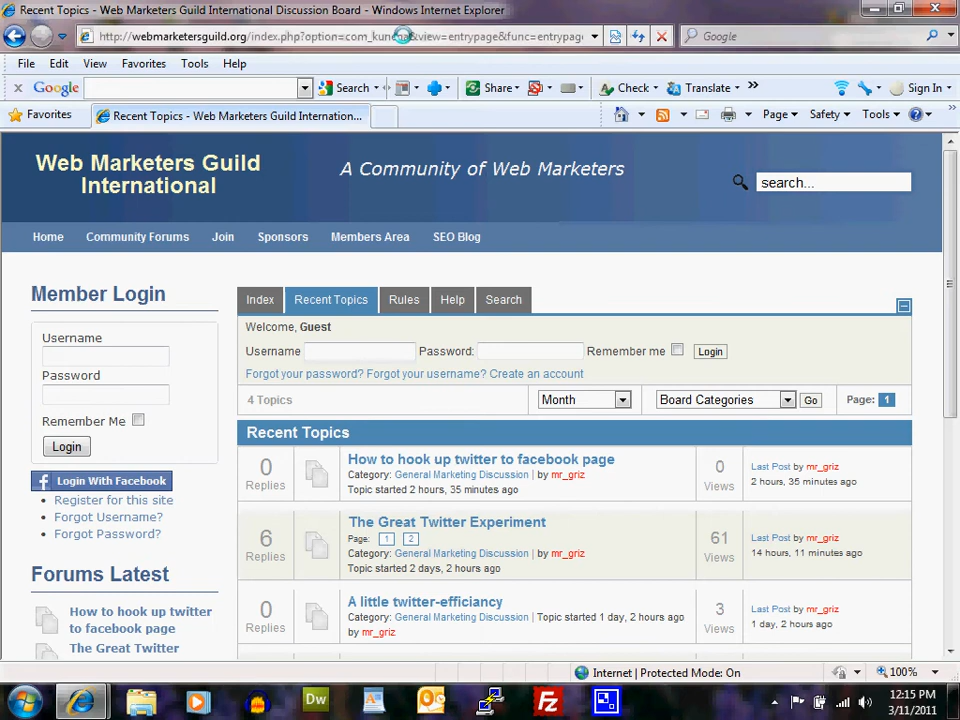 Recent Topics - Web Marketers Guild International Discussion Board - Windows Internet Explorer
http://webmarketersguild.org/index.php?option=com_kunena&view=entrypage&func=entrypage
Google
File Edit View Favorites Tools Help
x Google Search Share Check Translate » Sign In
Favorites Recent Topics - Web Marketers Guild Internation... Page Safety Tools »
Web Marketers Guild International
A Community of Web Marketers
search...
Home Community Forums Join Sponsors Members Area SEO Blog
Member Login
Username
Password
Remember Me
Login
f Login With Facebook
Register for this site
Forgot Username?
Forgot Password?
Forums Latest
How to hook up twitter
to facebook page
The Great Twitter
Index Recent Topics Rules Help Search
Welcome, Guest
Username Password: Remember me Login
Forgot your password? Forgot your username? Create an account
4 Topics Month Board Categories Go Page: 1
Recent Topics
0 Replies
How to hook up twitter to facebook page
Category: General Marketing Discussion | by mr_griz
Topic started 2 hours, 35 minutes ago
0 Views
Last Post by mr_griz
2 hours, 35 minutes ago
6 Replies
The Great Twitter Experiment
Page: 1 2
Category: General Marketing Discussion | by mr_griz
Topic started 2 days, 2 hours ago
61 Views
Last Post by mr_griz
14 hours, 11 minutes ago
0 Replies
A little twitter-efficiancy
Category: General Marketing Discussion | Topic started 1 day, 2 hours ago
by mr_griz
3 Views
Last Post by mr_griz
1 day, 2 hours ago
Internet | Protected Mode: On 100%
Dw
Fz
12:15 PM
3/11/2011